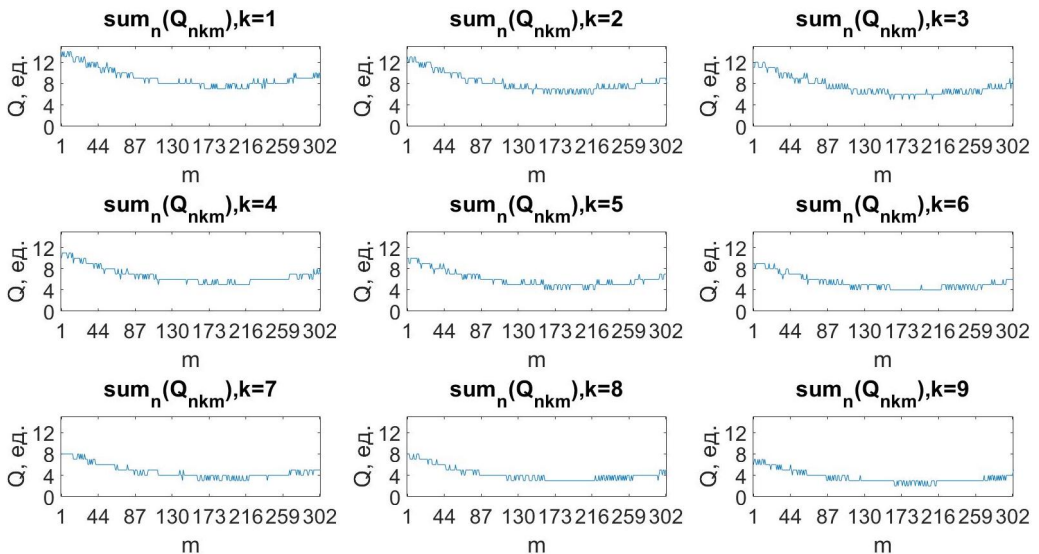 sum_n(Q_nkm),k=1
Q, ед.
12
8
4
0
1 44 87 130 173 216 259 302
m
sum_n(Q_nkm),k=2
Q, ед.
12
8
4
0
1 44 87 130 173 216 259 302
m
sum_n(Q_nkm),k=3
Q, ед.
12
8
4
0
1 44 87 130 173 216 259 302
m
sum_n(Q_nkm),k=4
Q, ед.
12
8
4
0
1 44 87 130 173 216 259 302
m
sum_n(Q_nkm),k=5
Q, ед.
12
8
4
0
1 44 87 130 173 216 259 302
m
sum_n(Q_nkm),k=6
Q, ед.
12
8
4
0
1 44 87 130 173 216 259 302
m
sum_n(Q_nkm),k=7
Q, ед.
12
8
4
0
1 44 87 130 173 216 259 302
m
sum_n(Q_nkm),k=8
Q, ед.
12
8
4
0
1 44 87 130 173 216 259 302
m
sum_n(Q_nkm),k=9
Q, ед.
12
8
4
0
1 44 87 130 173 216 259 302
m